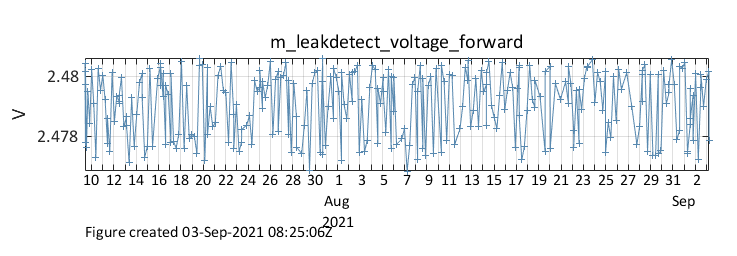 m_leakdetect_voltage_forward
2.48
2.478
V
10 12 14 16 18 20 22 24 26 28 30 1 3 5 7 9 11 13 15 17 19 21 23 25 27 29 31 2
Aug Sep
2021
Figure created 03-Sep-2021 08:25:06Z